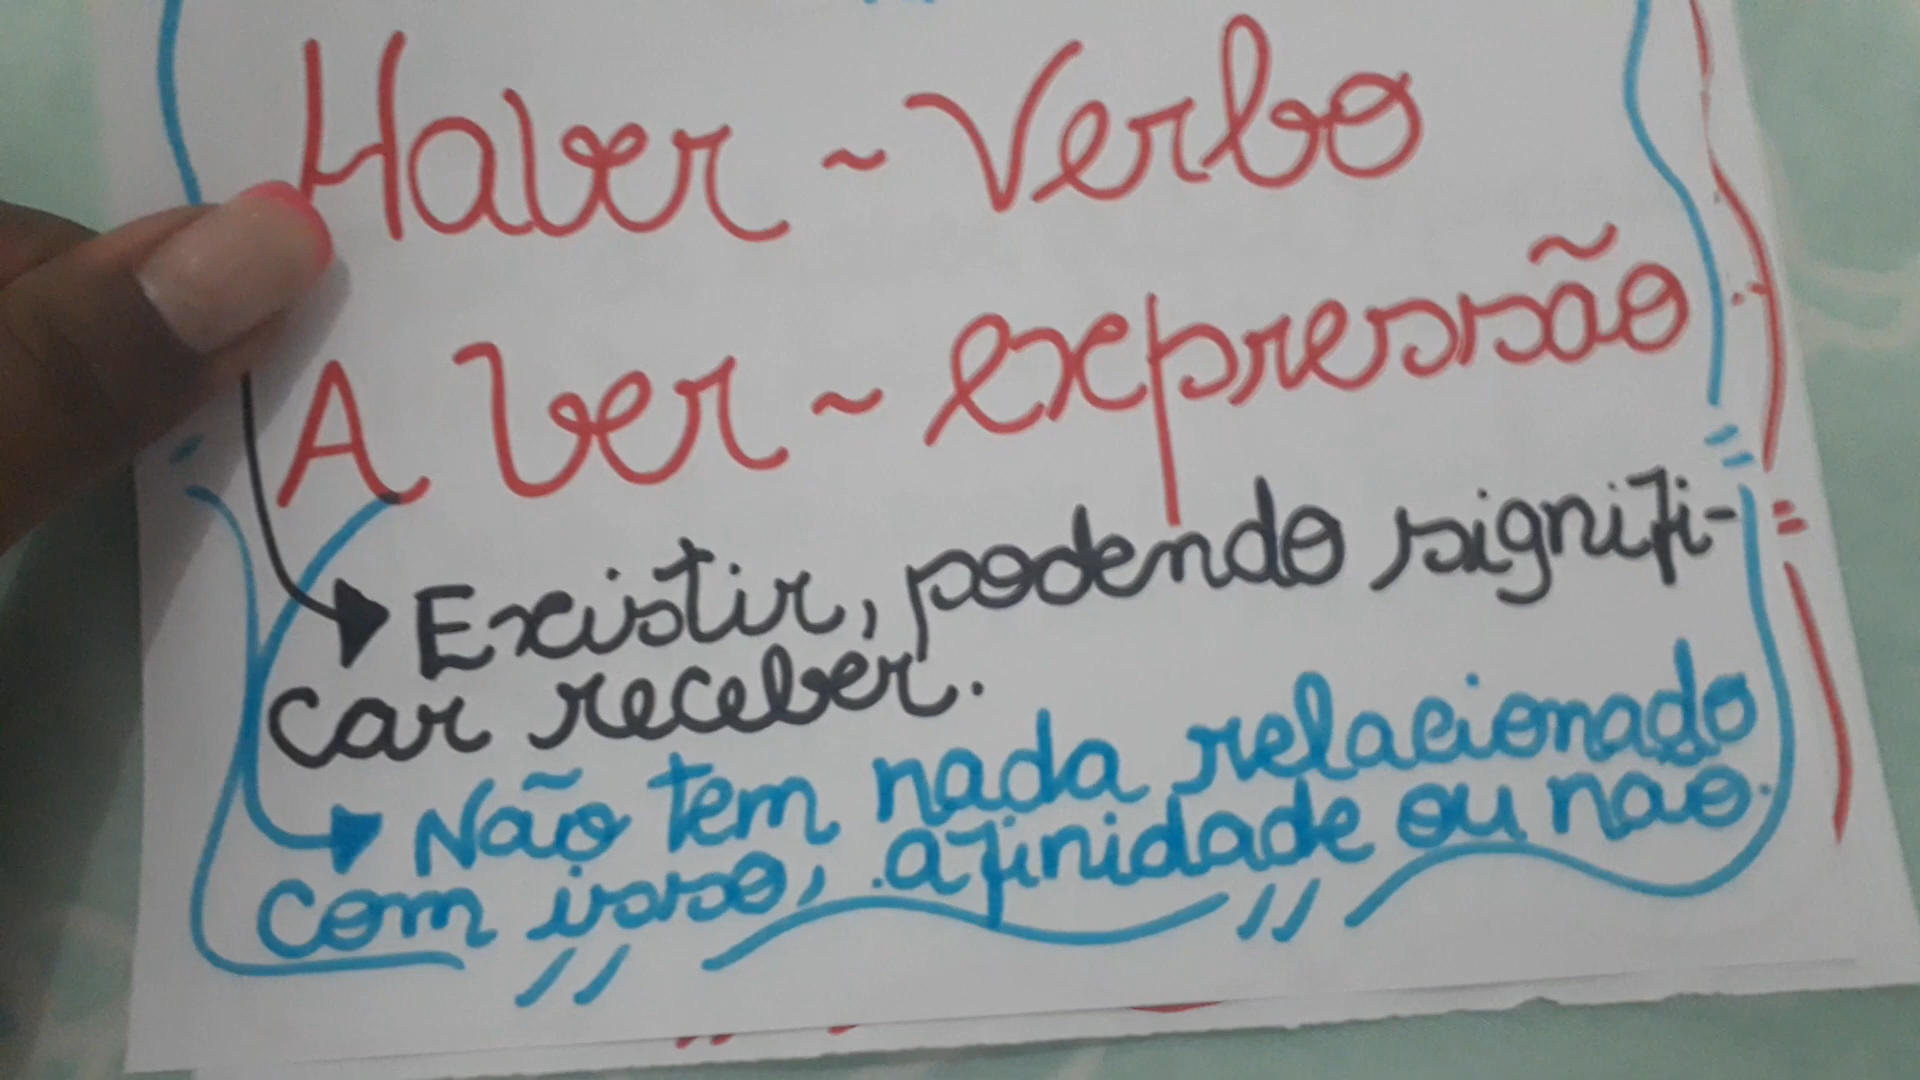 Haver ~ Verbo
A ver ~ expressão
Existir, podendo signifi-
car receber.
Não tem nada relacionado
com isso, afinidade ou não.